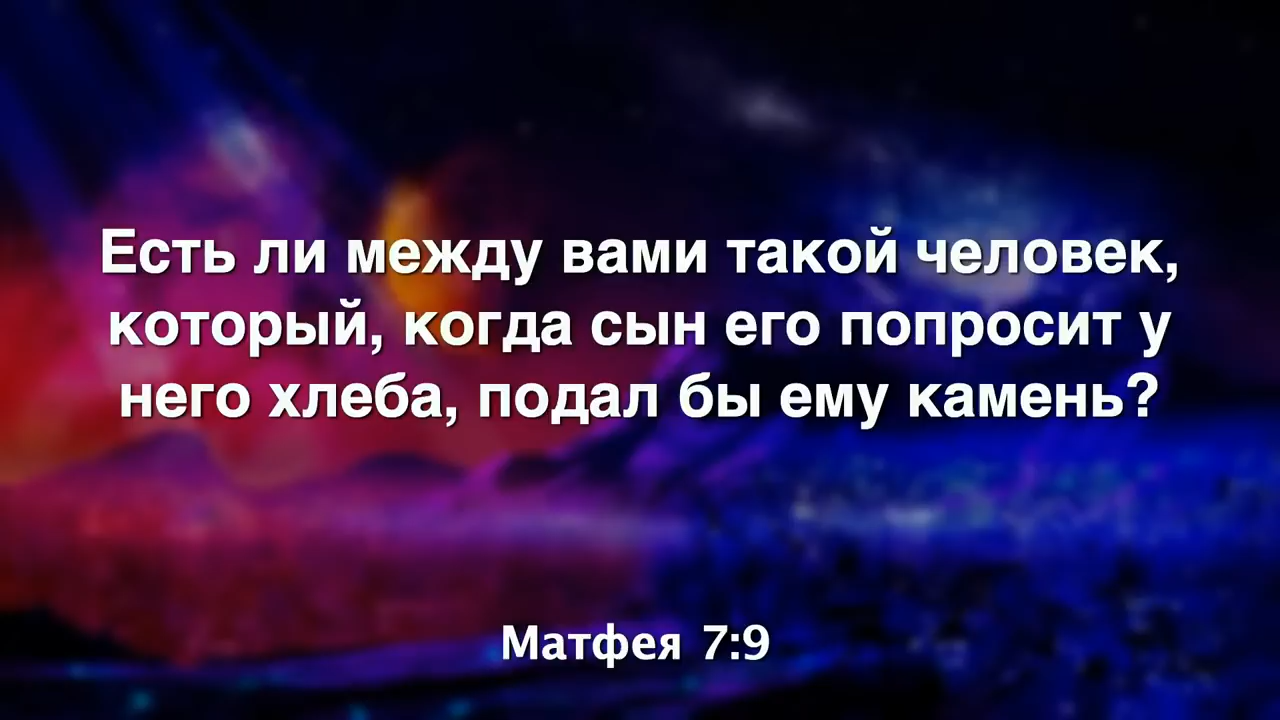 Есть ли между вами такой человек,
который, когда сын его попросит у
него хлеба, подал бы ему камень?
Матфея 7:9